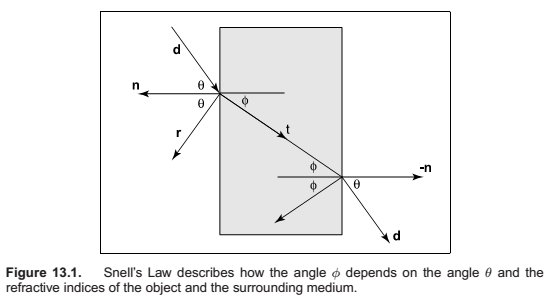 d
n
θ
θ
ϕ
r
t
ϕ
-n
ϕ
θ
d
Figure 13.1. Snell's Law describes how the angle ϕ depends on the angle θ and the
refractive indices of the object and the surrounding medium.